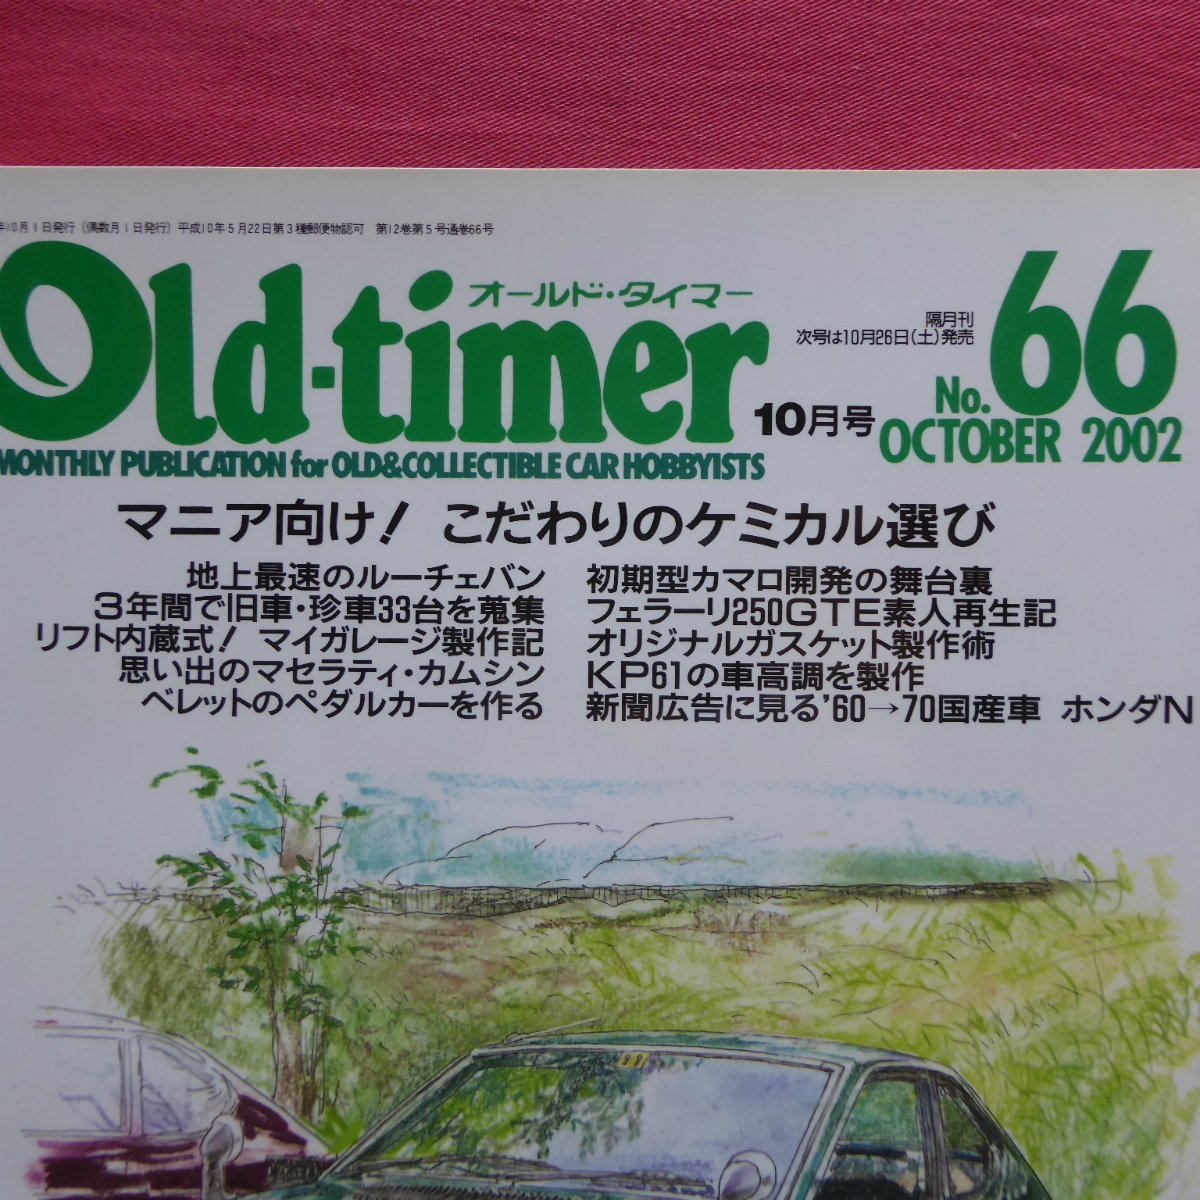 年10月1日発行（偶数月1日発行）平成10年5月22日第3種郵便物認可　第12巻第5号通巻66号
Old-timer
オールド・タイマー
隔月刊
次号は10月26日（土）発売
No.66
10月号
OCTOBER 2002
MONTHLY PUBLICATION for OLD&COLLECTIBLE CAR HOBBYISTS
マニア向け！ こだわりのケミカル選び
地上最速のルーチェバン
3年間で旧車・珍車33台を蒐集
リフト内蔵式！ マイガレージ製作記
思い出のマセラティ・カムシン
ベレットのペダルカーを作る
初期型カマロ開発の舞台裏
フェラーリ250GTE素人再生記
オリジナルガスケット製作術
KP61の車高調を製作
新聞広告に見る'60→70国産車 ホンダN